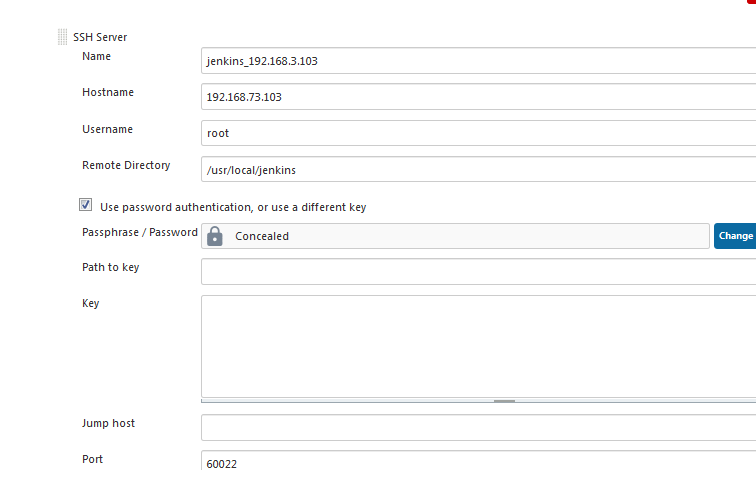 SSH Server
Name
jenkins_192.168.3.103
Hostname
192.168.73.103
Username
root
Remote Directory
/usr/local/jenkins
Use password authentication, or use a different key
Passphrase / Password
Concealed
Change
Path to key
Key
Jump host
Port
60022